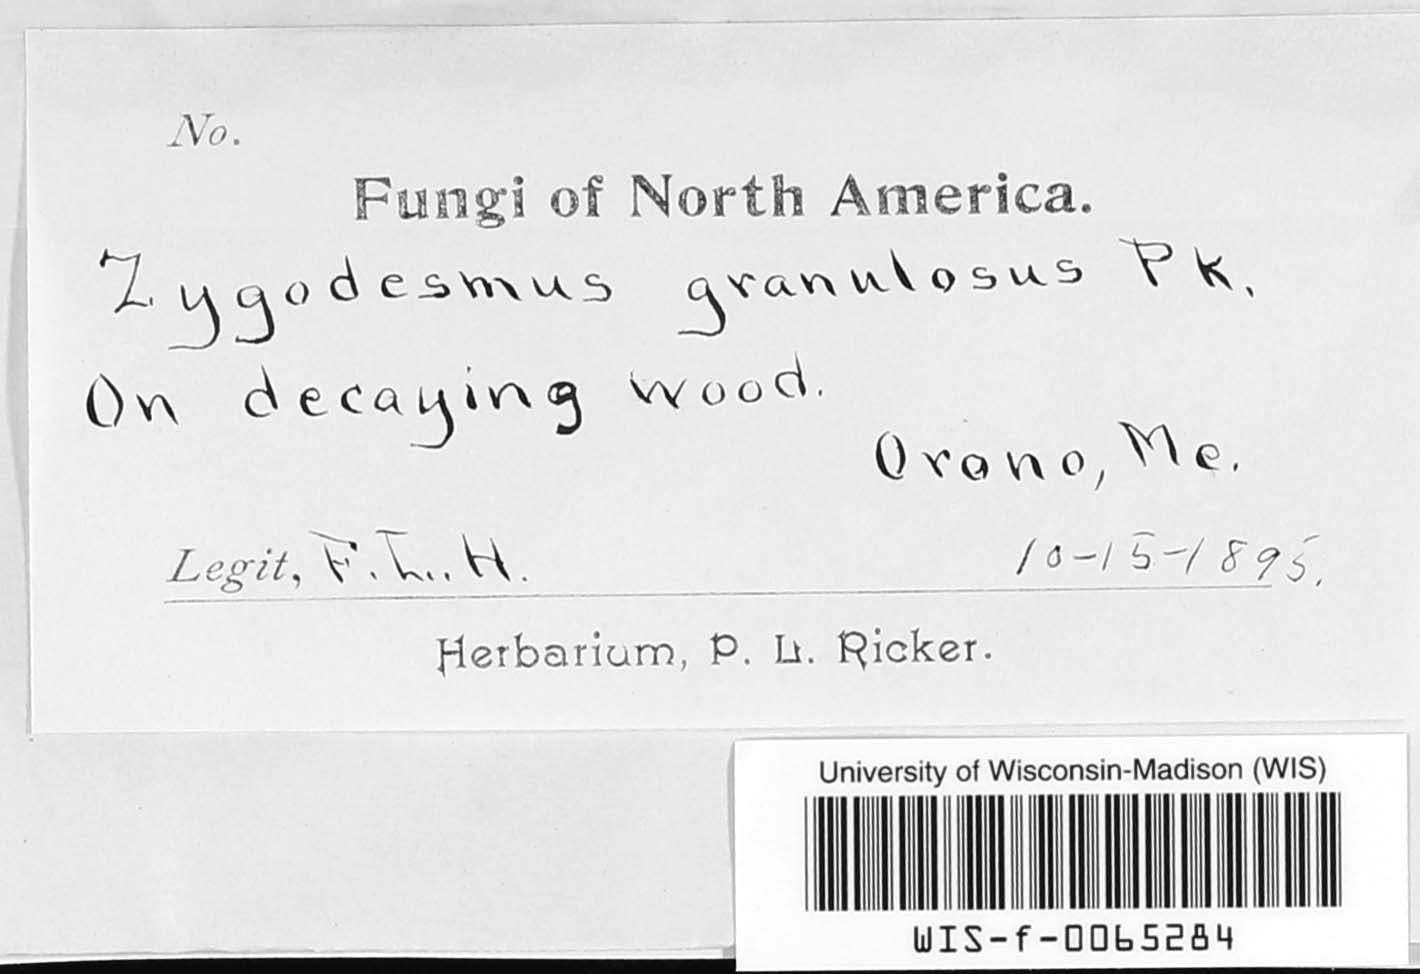 No.
Fungi of North America.
Zygodesmus granulosus Pk.
On decaying wood.
Orono, Me.
Legit, F. L. H. 10-15-1895.
Herbarium, P. L. Ricker.
University of Wisconsin-Madison (WIS)
WIS-f-0065284